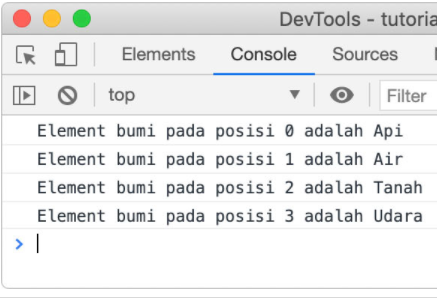 DevTools - tutoria
Elements Console Sources
top Filter
Element bumi pada posisi 0 adalah Api
Element bumi pada posisi 1 adalah Air
Element bumi pada posisi 2 adalah Tanah
Element bumi pada posisi 3 adalah Udara